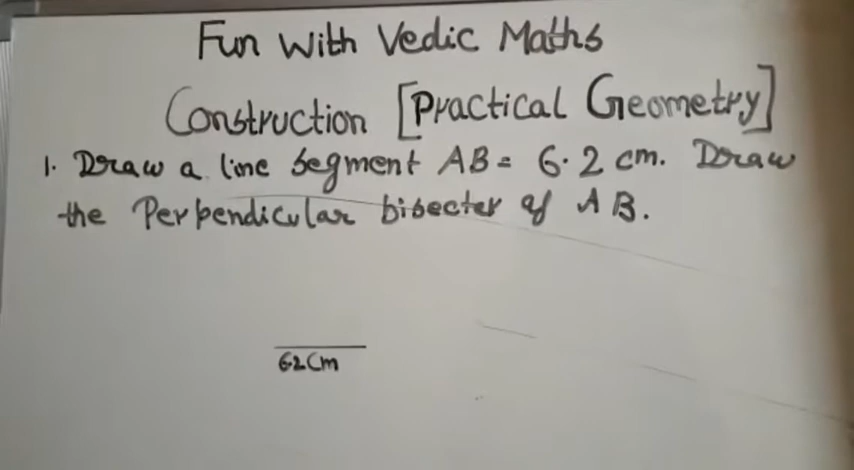 Fun With Vedic Maths
Construction [Practical Geometry]
1. Draw a line segment AB = 6.2 cm. Draw
the Perpendicular bisecter of AB.
6.2 Cm